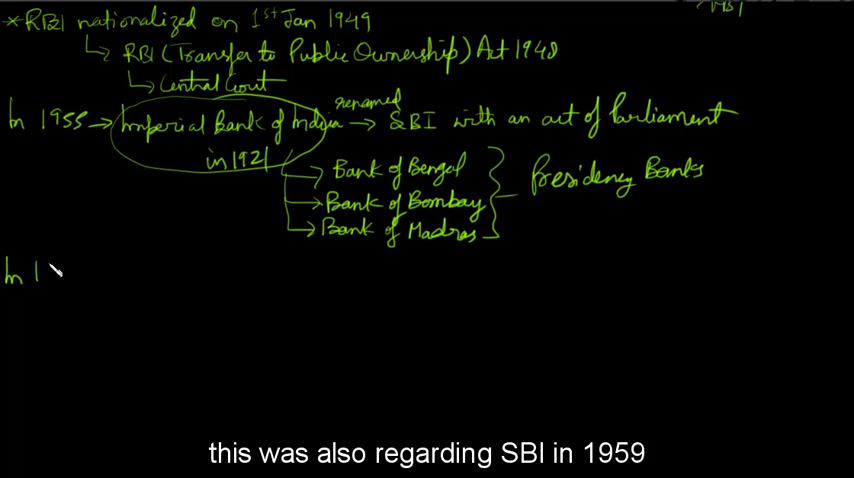 *RBI nationalized on 1st Jan 1949
RBI (Transfer to Public Ownership) Act 1948
Central Govt
In 1955 → Imperial Bank of India renamed → SBI with an act of Parliament
in 1921
Bank of Bengal
Bank of Bombay
Bank of Madras
Presidency Banks
In 1
this was also regarding SBI in 1959